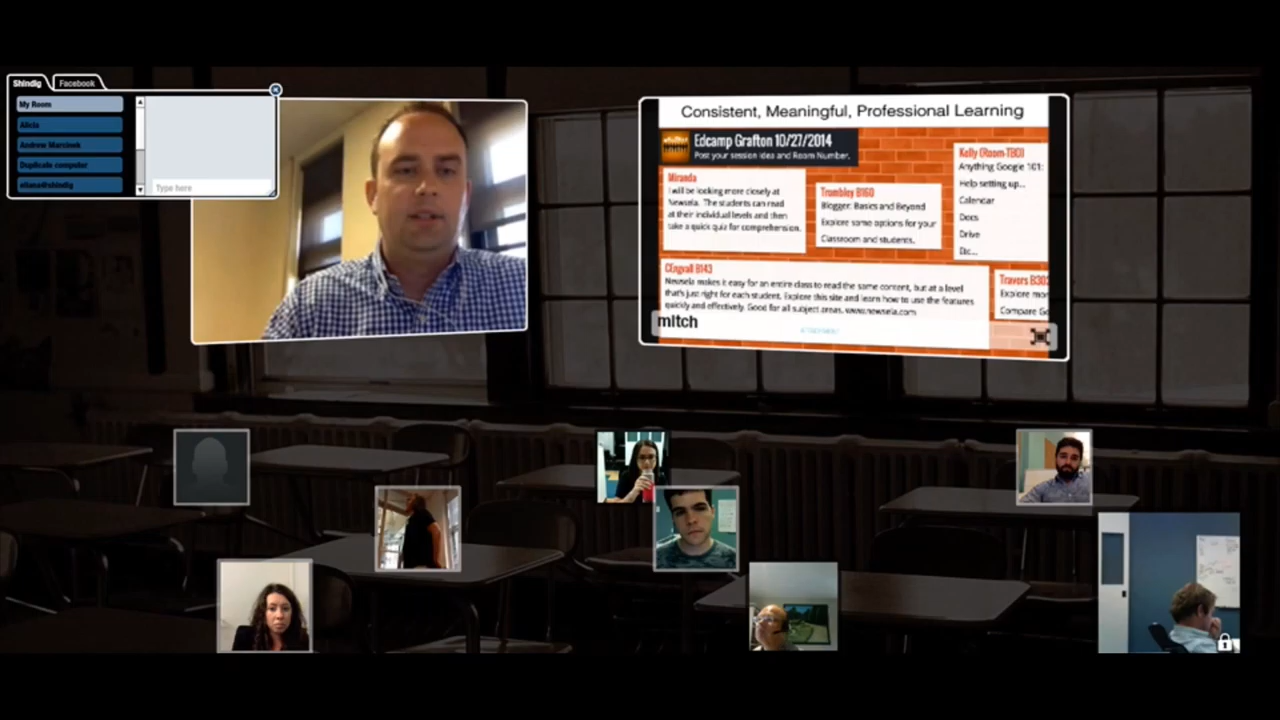 Shindig
Facebook
My Room
Alicia
Andrew Marcinek
Duplicate computer
Type here
Consistent, Meaningful, Professional Learning
Edcamp Grafton 10/27/2014
Post your session idea and Room Number.
Miranda
I will be looking more closely at
Newsela. The students can read
at their individual levels and then
take a quick quiz for comprehension.
Trombley B160
Blogger: Basics and Beyond
Explore some options for your
Classroom and students.
Kelly (Room-TBD)
Anything Google 101:
Help setting up...
Calendar
Docs
Drive
Etc...
CEngvall B143
Newsela makes it easy for an entire class to read the same content, but at a level
that's just right for each student. Explore this site and learn how to use the features
quickly and effectively. Good for all subject areas. www.newsela.com
Travers B302
Explore mor
Compare Go
mitch